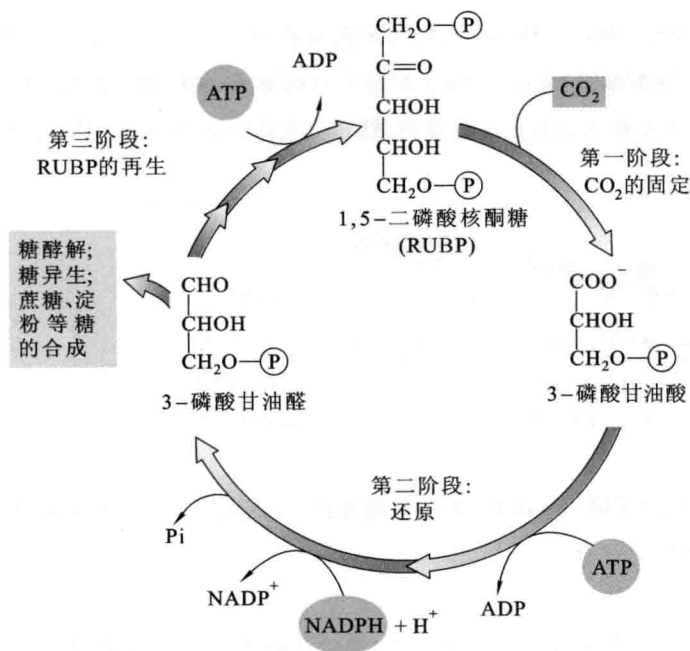 CH₂O—Ⓟ
C=O
CHOH
CHOH
CH₂O—Ⓟ
1,5-二磷酸核酮糖
(RUBP)
CO₂
第一阶段:
CO₂的固定
COO⁻
CHOH
CH₂O—Ⓟ
3-磷酸甘油酸
ATP
ADP
第二阶段:
还原
NADPH + H⁺
NADP⁺
Pi
CHO
CHOH
CH₂O—Ⓟ
3-磷酸甘油醛
糖酵解;
糖异生;
蔗糖、淀
粉等糖
的合成
第三阶段:
RUBP的再生
ATP
ADP